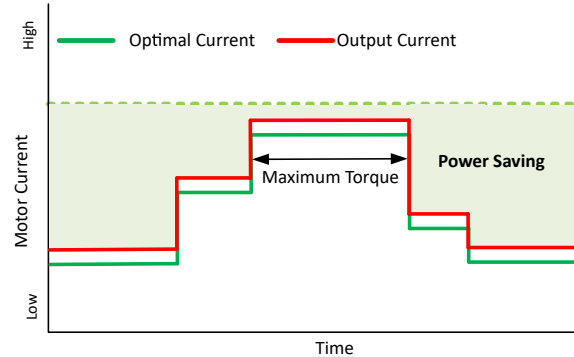 High
Optimal Current
Output Current
Motor Current
Maximum Torque
Power Saving
Low
Time